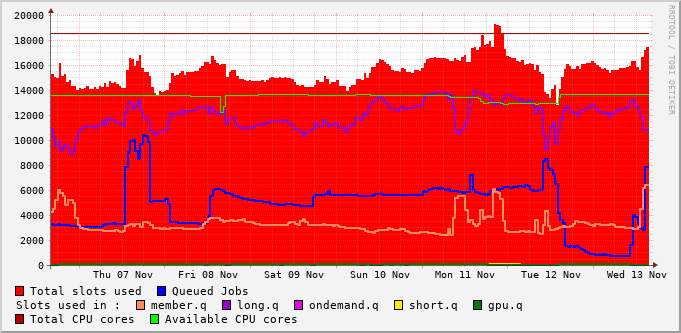 20000
18000
16000
14000
12000
10000
8000
6000
4000
2000
0
Thu 07 Nov Fri 08 Nov Sat 09 Nov Sun 10 Nov Mon 11 Nov Tue 12 Nov Wed 13 Nov
Total slots used Queued Jobs
Slots used in : member.q long.q ondemand.q short.q gpu.q
Total CPU cores Available CPU cores
RRDTOOL / TOBI OETIKER